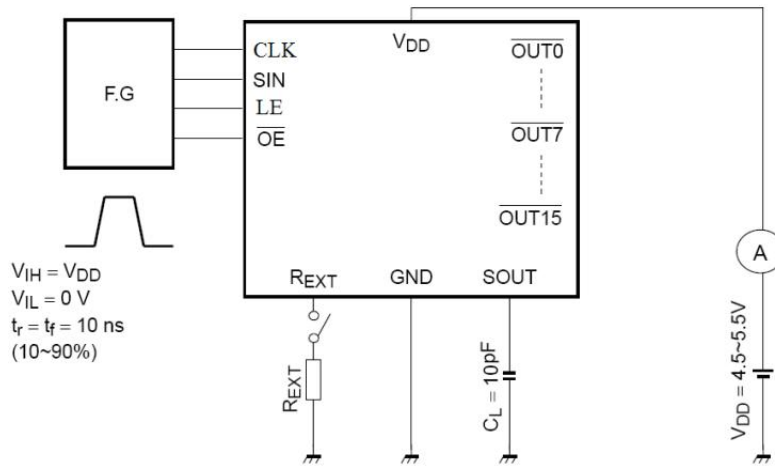 F.G
CLK
SIN
LE
OE
VDD
OUT0
OUT7
OUT15
REXT
GND
SOUT
VIH = VDD
VIL = 0 V
tr = tf = 10 ns
(10~90%)
REXT
CL = 10pF
A
VDD = 4.5~5.5V